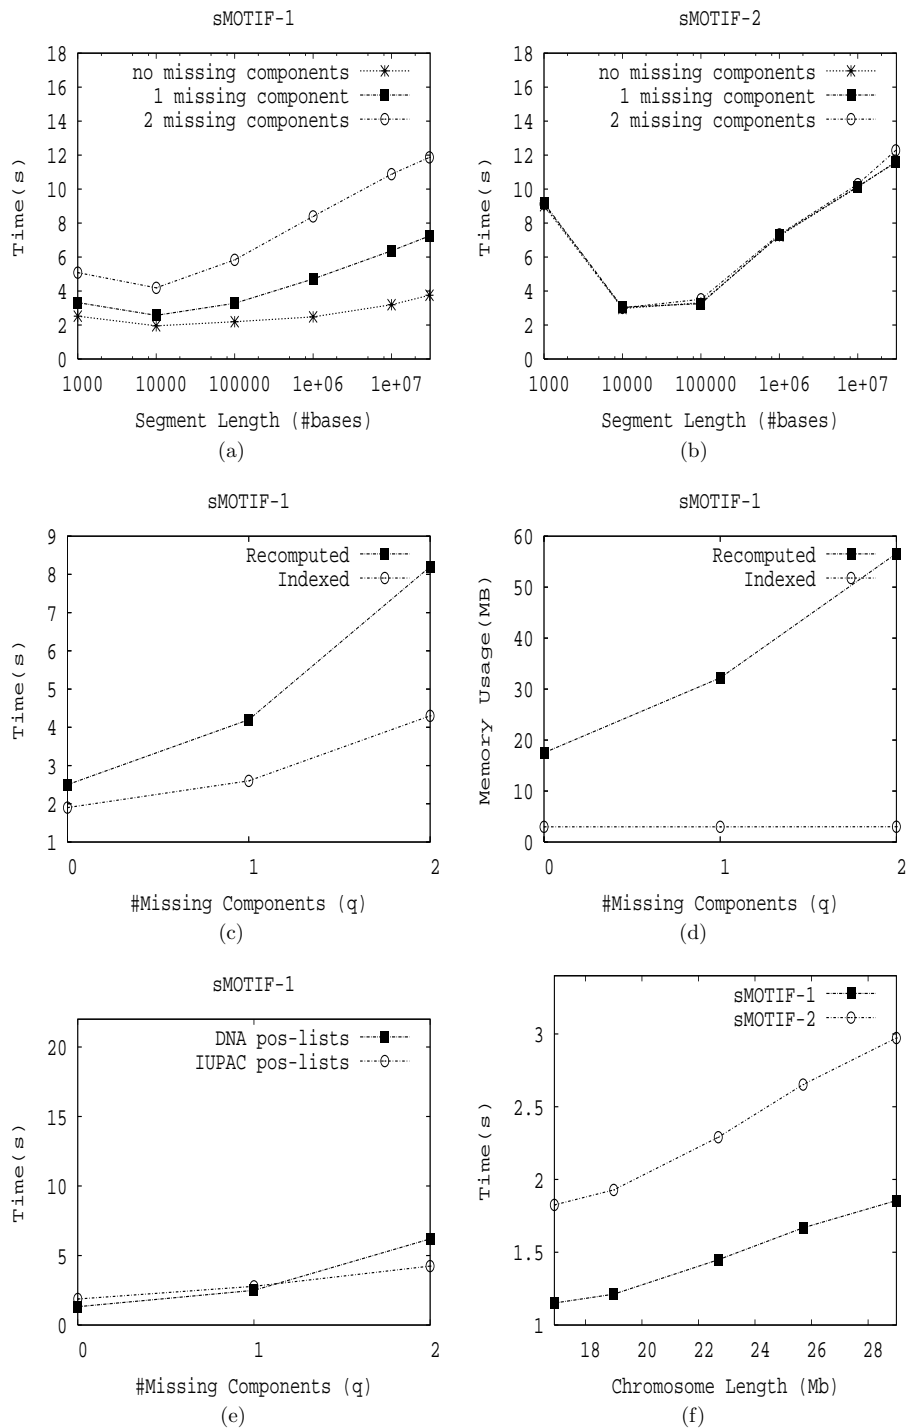 sMOTIF-1
18
16
14
12
10
8
6
4
2
0
Time(s)
no missing components
1 missing component
2 missing components
1000 10000 100000 1e+06 1e+07
Segment Length (#bases)
(a)
sMOTIF-2
18
16
14
12
10
8
6
4
2
0
Time(s)
no missing components
1 missing component
2 missing components
1000 10000 100000 1e+06 1e+07
Segment Length (#bases)
(b)
sMOTIF-1
9
8
7
6
5
4
3
2
1
Time(s)
Recomputed
Indexed
0 1 2
#Missing Components (q)
(c)
sMOTIF-1
60
50
40
30
20
10
0
Memory Usage(MB)
Recomputed
Indexed
0 1 2
#Missing Components (q)
(d)
sMOTIF-1
20
15
10
5
0
Time(s)
DNA pos-lists
IUPAC pos-lists
0 1 2
#Missing Components (q)
(e)
3
2.5
2
1.5
1
Time(s)
sMOTIF-1
sMOTIF-2
18 20 22 24 26 28
Chromosome Length (Mb)
(f)